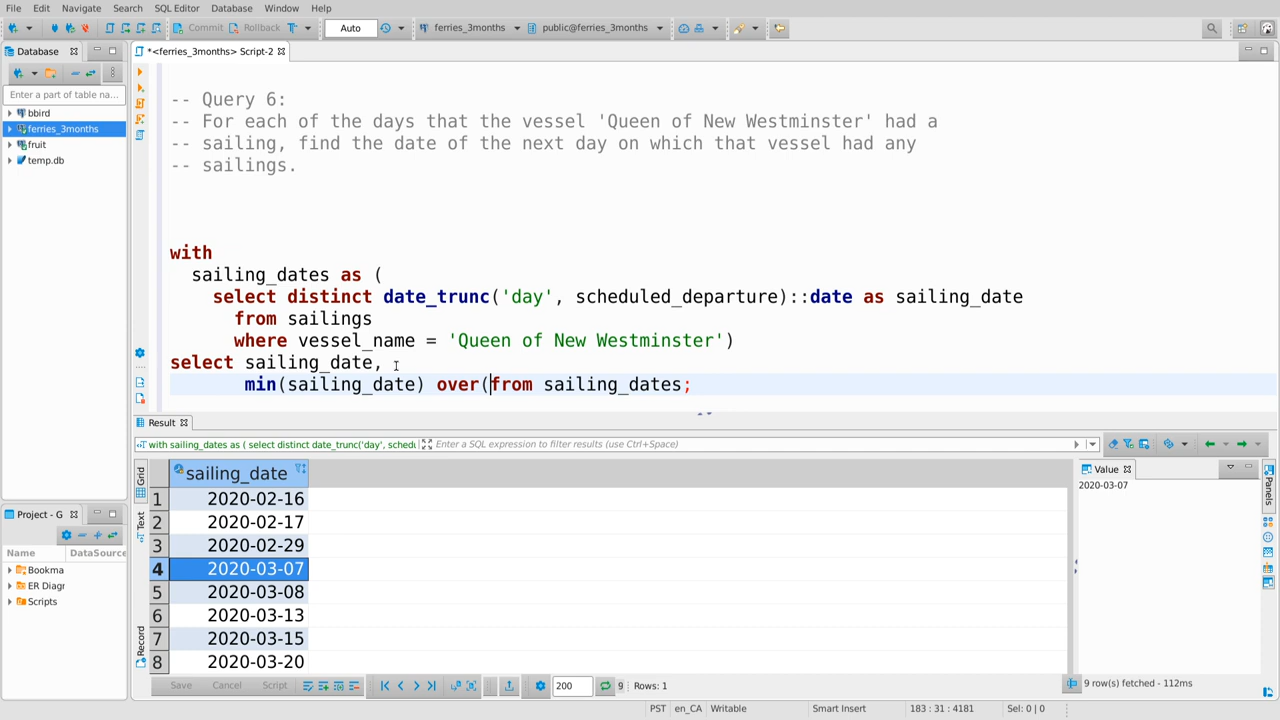 File Edit Navigate Search SQL Editor Database Window Help
Commit Rollback Auto ferries_3months public@ferries_3months
Database *<ferries_3months> Script-2
Enter a part of table na...
bbird
ferries_3months
fruit
temp.db
-- Query 6:
-- For each of the days that the vessel 'Queen of New Westminster' had a
-- sailing, find the date of the next day on which that vessel had any
-- sailings.
with
sailing_dates as (
select distinct date_trunc('day', scheduled_departure)::date as sailing_date
from sailings
where vessel_name = 'Queen of New Westminster')
select sailing_date,
min(sailing_date) over(from sailing_dates;
Result
with sailing_dates as ( select distinct date_trunc('day', schedu Enter a SQL expression to filter results (use Ctrl+Space)
Grid
Text
Record
sailing_date
1 2020-02-16
2 2020-02-17
3 2020-02-29
4 2020-03-07
5 2020-03-08
6 2020-03-13
7 2020-03-15
8 2020-03-20
Value
2020-03-07
Panels
Project - G
Name DataSource
Bookma
ER Diagr
Scripts
Save Cancel Script 200 9 Rows: 1 9 row(s) fetched - 112ms
PST en_CA Writable Smart Insert 183 : 31 : 4181 Sel: 0 | 0